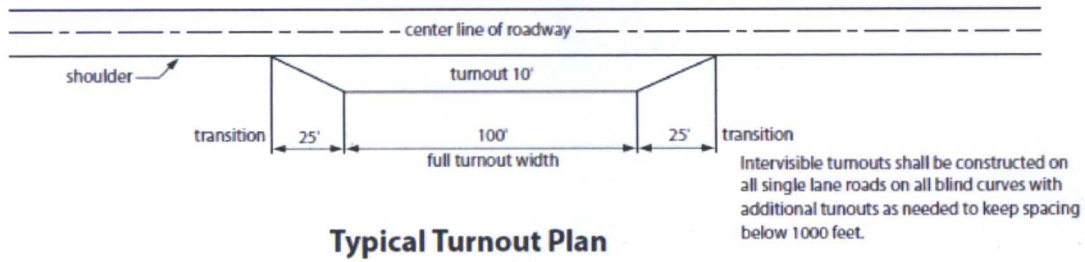 center line of roadway
shoulder
turnout 10'
transition
25'
100'
25'
transition
full turnout width
Intervisible turnouts shall be constructed on
all single lane roads on all blind curves with
additional tunouts as needed to keep spacing
below 1000 feet.
Typical Turnout Plan